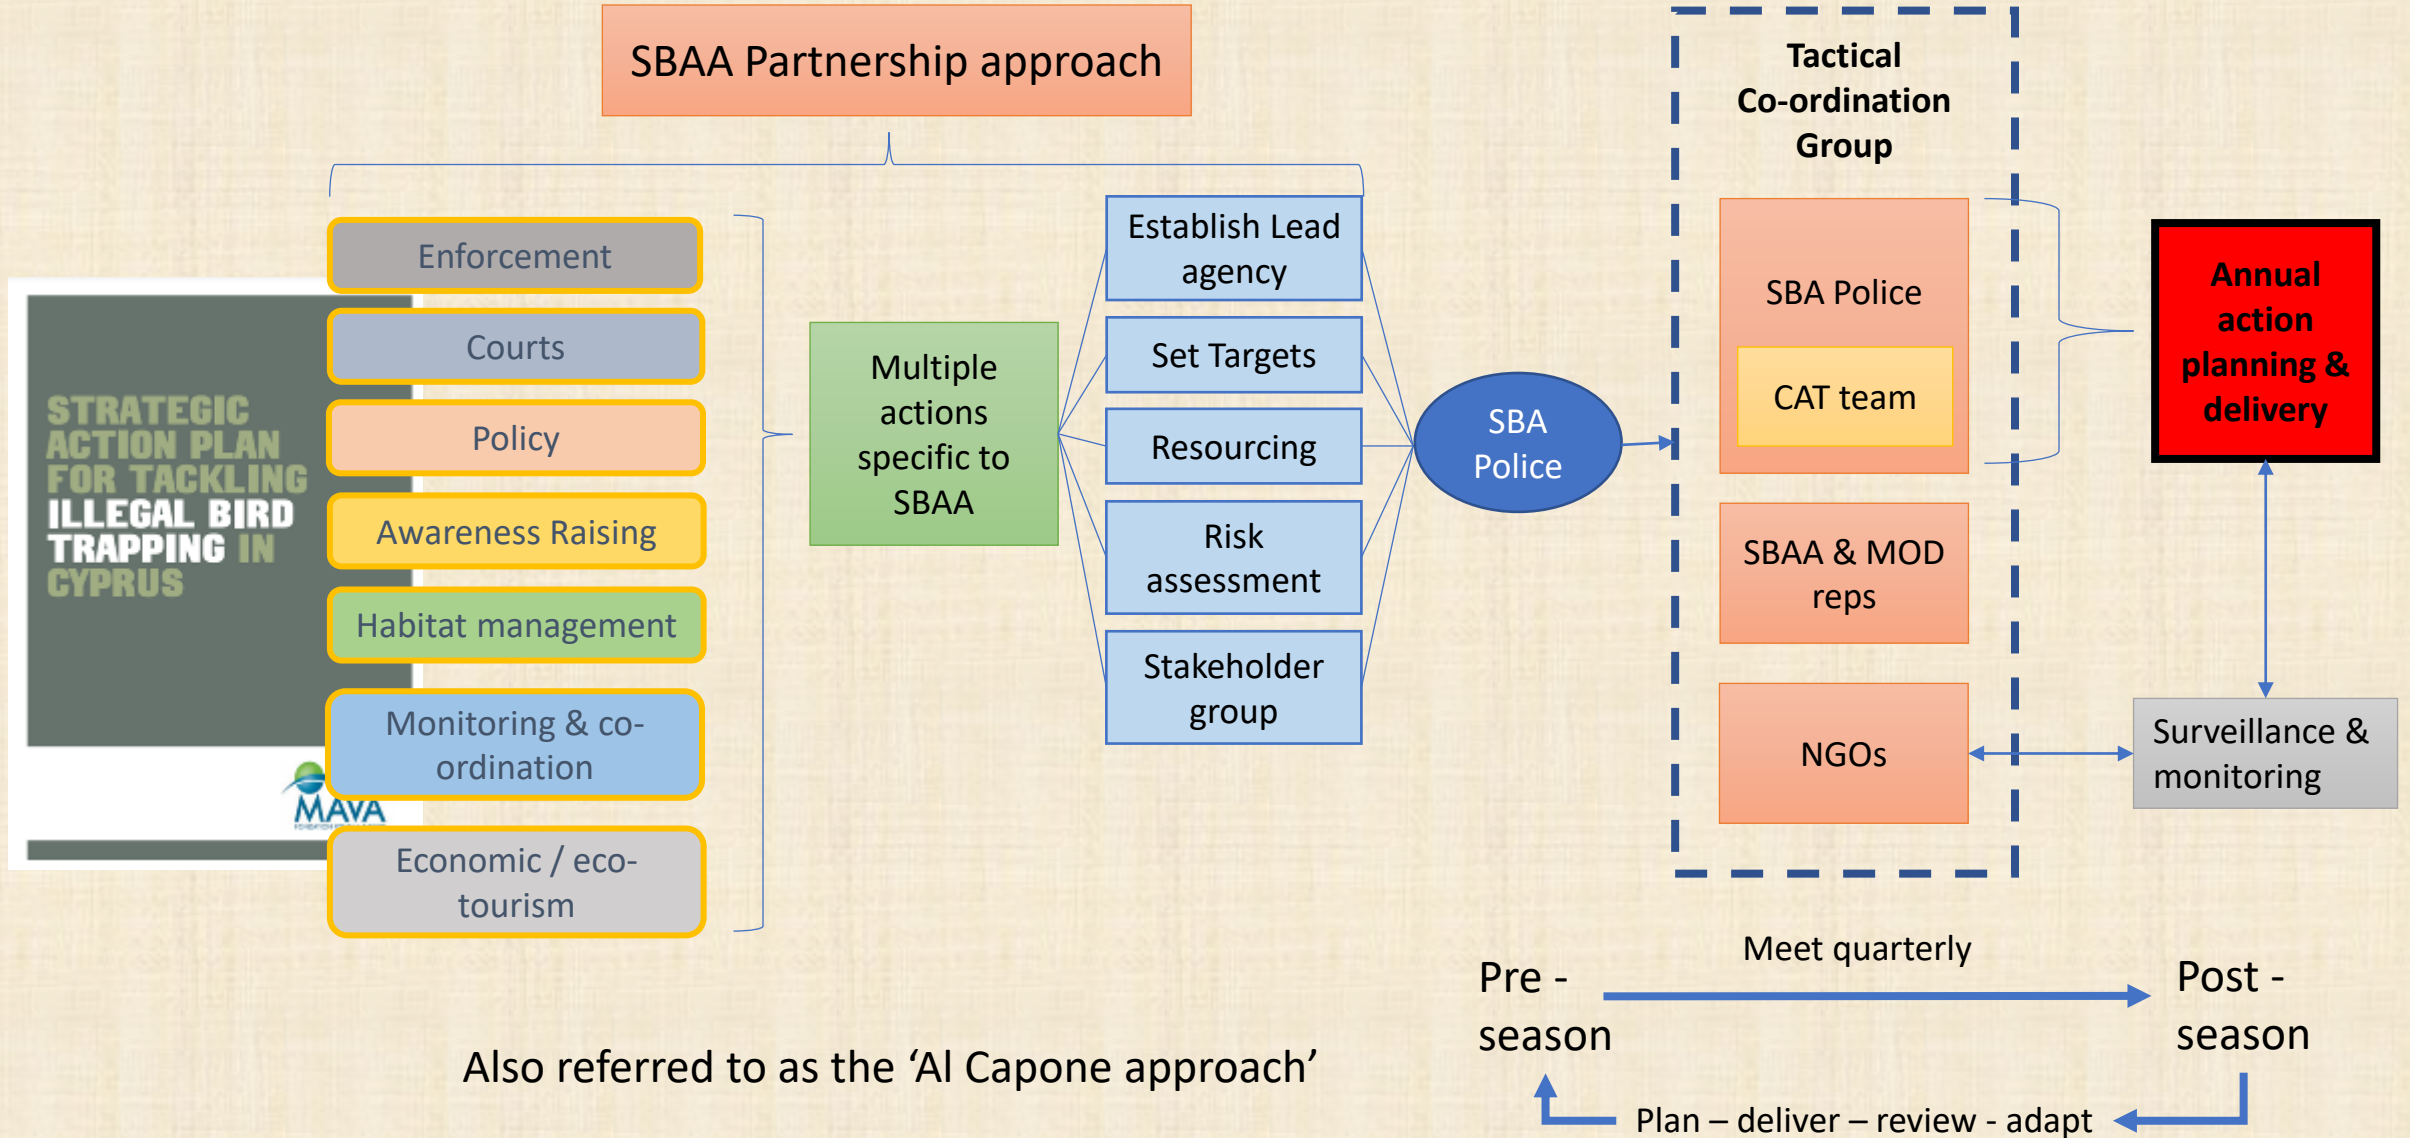 SBAA Partnership approach
STRATEGIC
ACTION PLAN
FOR TACKLING
ILLEGAL BIRD
TRAPPING IN
CYPRUS
MAVA
Enforcement
Courts
Policy
Awareness Raising
Habitat management
Monitoring & co-
ordination
Economic / eco-
tourism
Multiple
actions
specific to
SBAA
Establish Lead
agency
Set Targets
Resourcing
Risk
assessment
Stakeholder
group
SBA
Police
Tactical
Co-ordination
Group
SBA Police
CAT team
SBAA & MOD
reps
NGOs
Annual
action
planning &
delivery
Surveillance &
monitoring
Meet quarterly
Pre -
season
Post -
season
Plan – deliver – review - adapt
Also referred to as the ‘Al Capone approach’